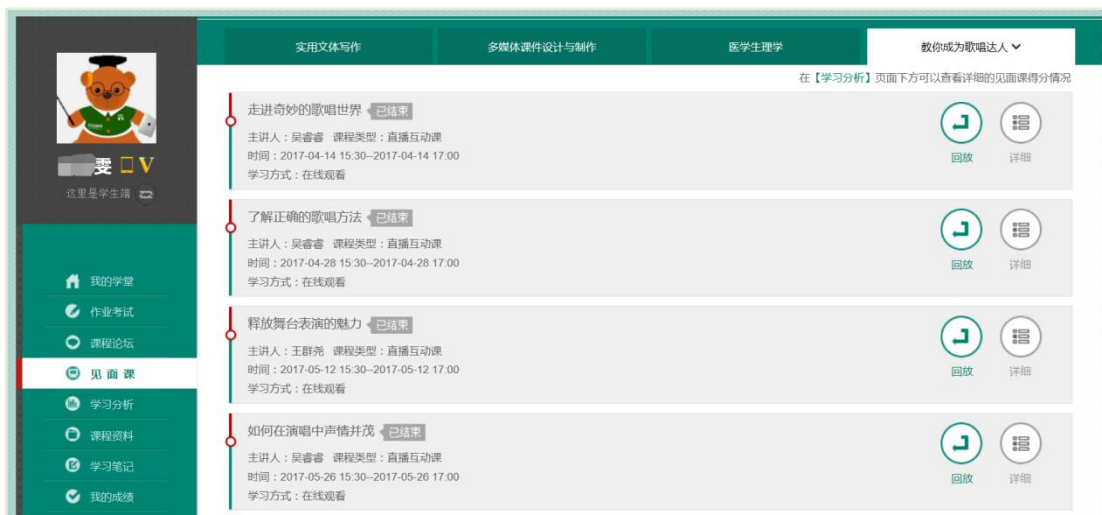 实用文体写作
多媒体课件设计与制作
医学生理学
教你成为歌唱达人
在【学习分析】页面下方可以查看详细的见面课得分情况
雯 V
这里是学生端
我的学堂
作业考试
课程论坛
见面课
学习分析
课程资料
学习笔记
我的成绩
走进奇妙的歌唱世界 已结束
主讲人：吴睿睿 课程类型：直播互动课
时间：2017-04-14 15:30--2017-04-14 17:00
学习方式：在线观看
回放 详细
了解正确的歌唱方法 已结束
主讲人：吴睿睿 课程类型：直播互动课
时间：2017-04-28 15:30--2017-04-28 17:00
学习方式：在线观看
回放 详细
释放舞台表演的魅力 已结束
主讲人：王群尧 课程类型：直播互动课
时间：2017-05-12 15:30--2017-05-12 17:00
学习方式：在线观看
回放 详细
如何在演唱中声情并茂 已结束
主讲人：吴睿睿 课程类型：直播互动课
时间：2017-05-26 15:30--2017-05-26 17:00
学习方式：在线观看
回放 详细